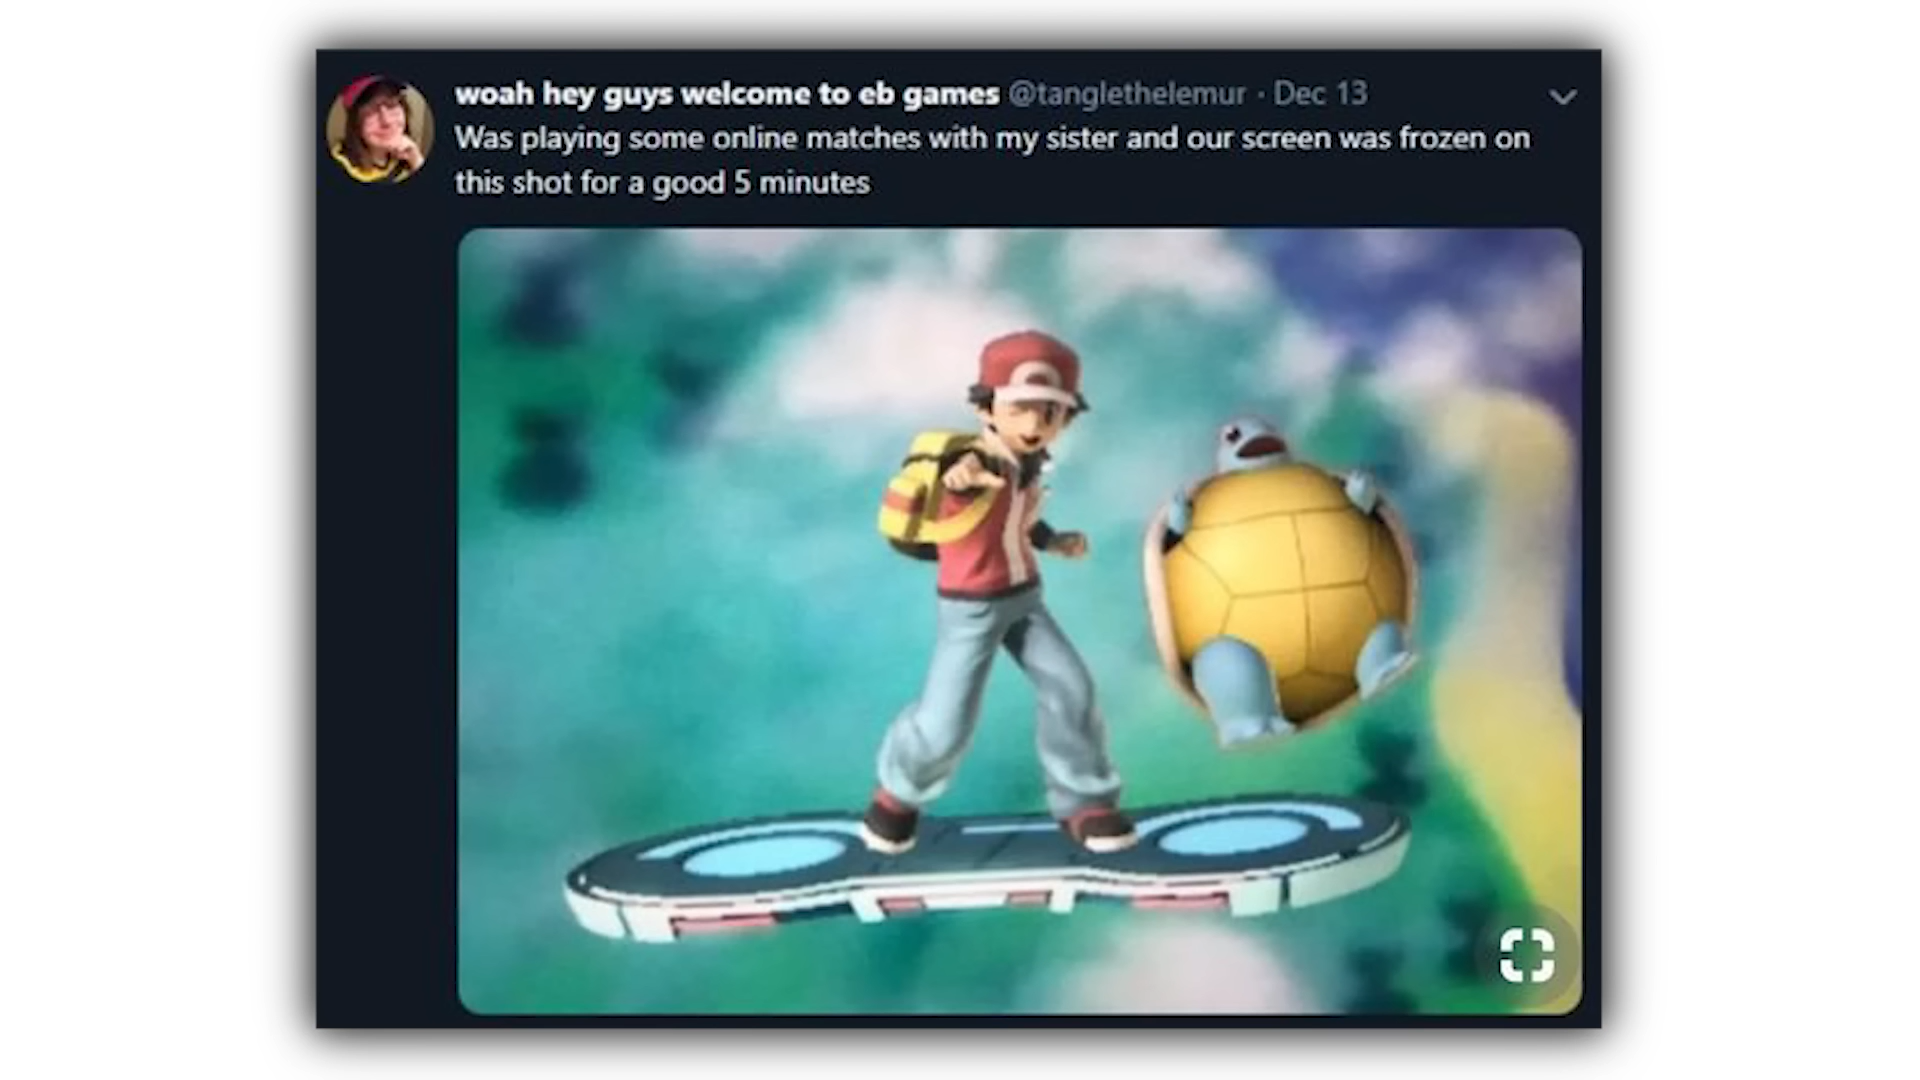 woah hey guys welcome to eb games @tanglethelemur · Dec 13
Was playing some online matches with my sister and our screen was frozen on
this shot for a good 5 minutes